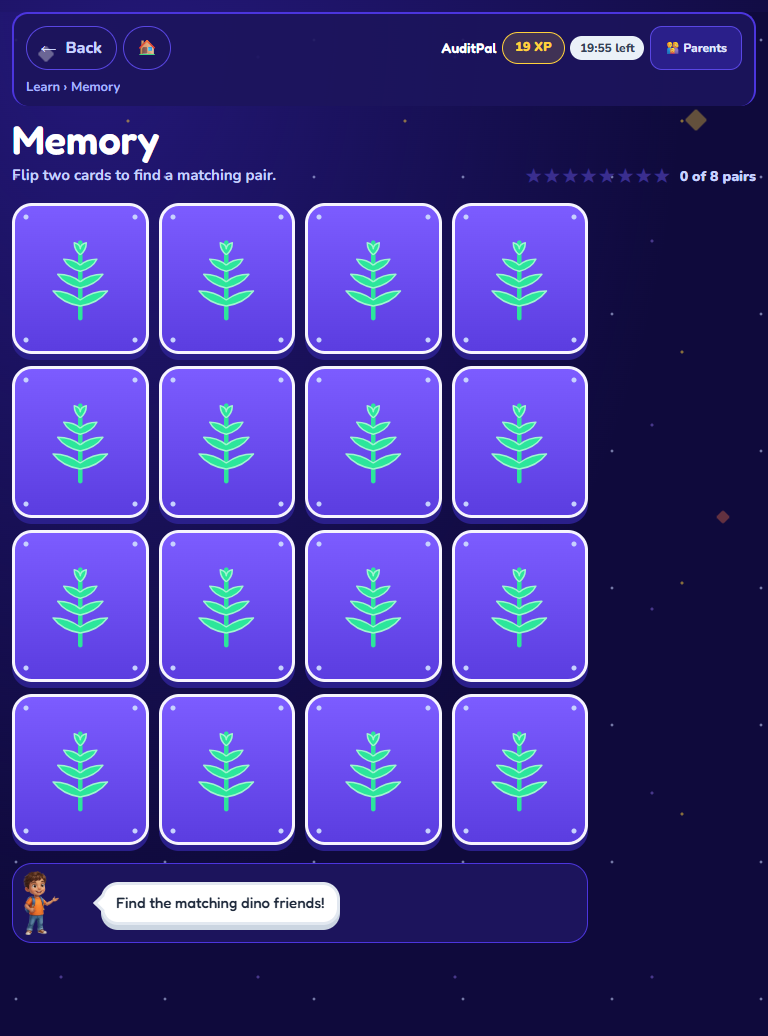 ← Back
AuditPal
19 XP
19:55 left
Parents
Learn › Memory
Memory
Flip two cards to find a matching pair.
0 of 8 pairs
Find the matching dino friends!